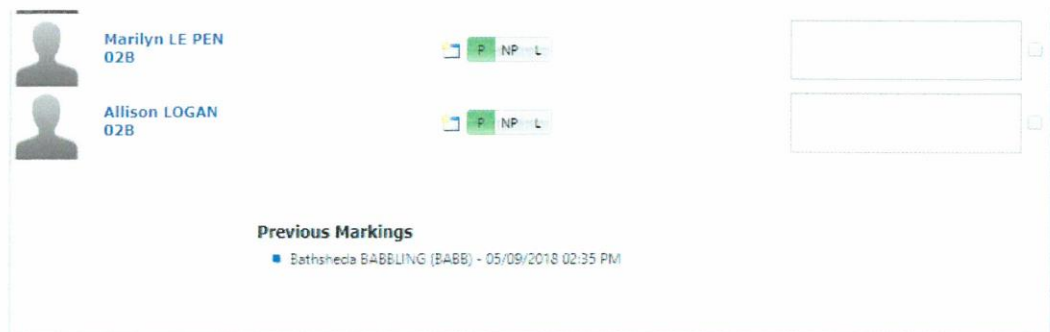 Marilyn LE PEN
02B
P NP L
Allison LOGAN
02B
P NP L
Previous Markings
Bathsheda BABBLING (BABB) - 05/09/2018 02:35 PM